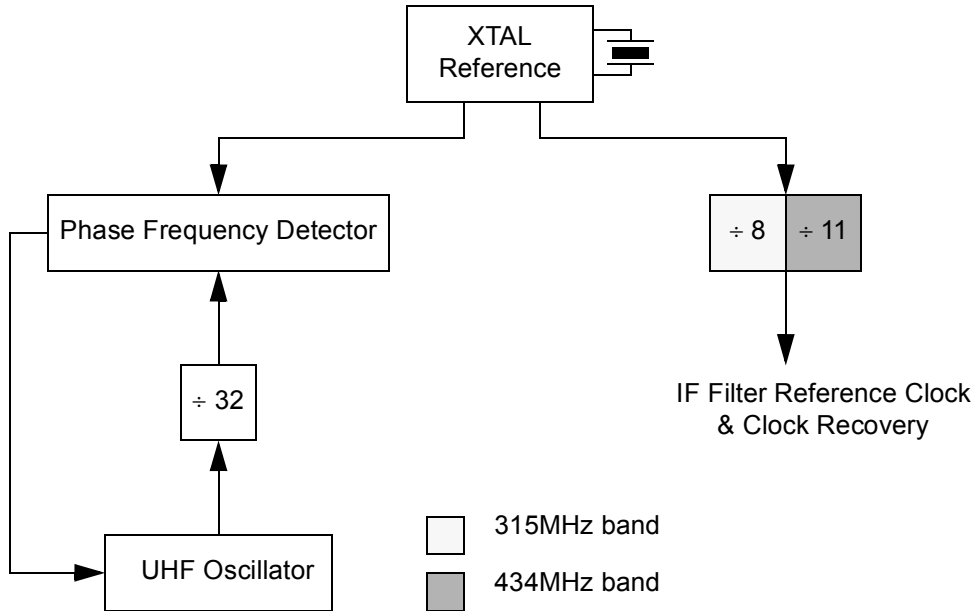 XTAL
Reference
Phase Frequency Detector
÷ 8
÷ 11
÷ 32
IF Filter Reference Clock
& Clock Recovery
UHF Oscillator
315MHz band
434MHz band